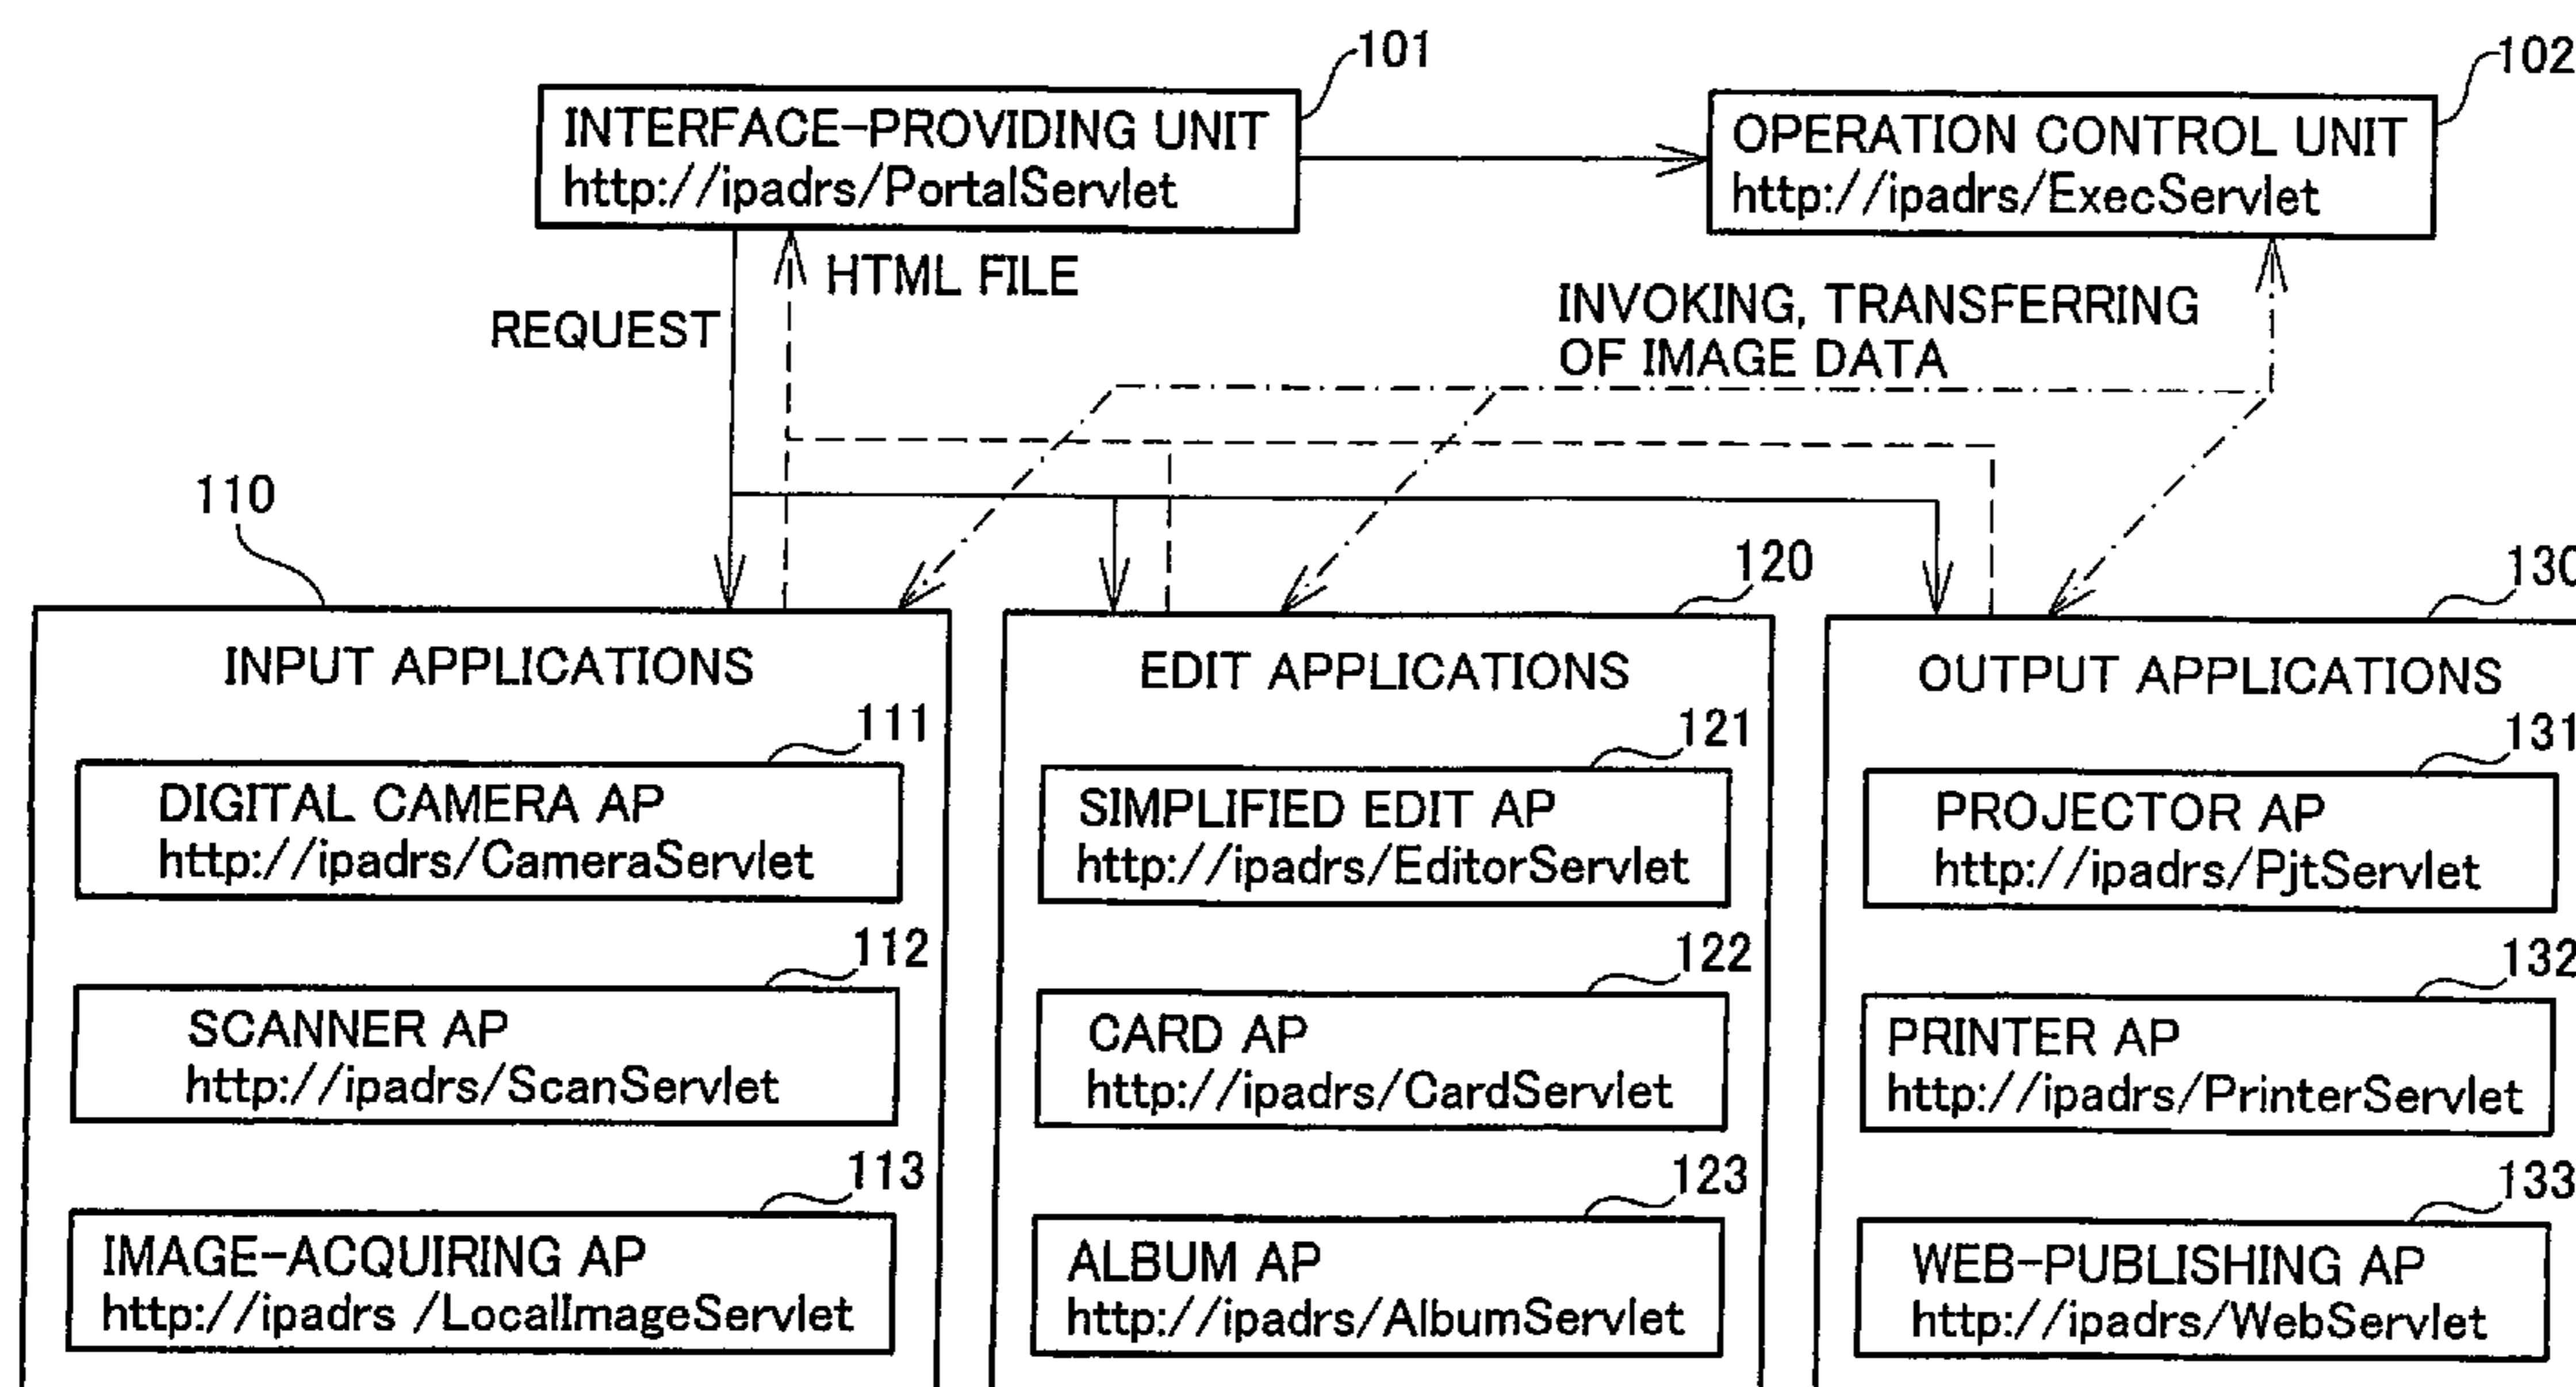 101
102
INTERFACE-PROVIDING UNIT
http://ipadrs/PortalServlet
OPERATION CONTROL UNIT
http://ipadrs/ExecServlet
HTML FILE
REQUEST
INVOKING, TRANSFERRING
OF IMAGE DATA
110
120
130
INPUT APPLICATIONS
EDIT APPLICATIONS
OUTPUT APPLICATIONS
111
DIGITAL CAMERA AP
http://ipadrs/CameraServlet
112
SCANNER AP
http://ipadrs/ScanServlet
113
IMAGE-ACQUIRING AP
http://ipadrs /LocalImageServlet
121
SIMPLIFIED EDIT AP
http://ipadrs/EditorServlet
122
CARD AP
http://ipadrs/CardServlet
123
ALBUM AP
http://ipadrs/AlbumServlet
131
PROJECTOR AP
http://ipadrs/PjtServlet
132
PRINTER AP
http://ipadrs/PrinterServlet
133
WEB-PUBLISHING AP
http://ipadrs/WebServlet